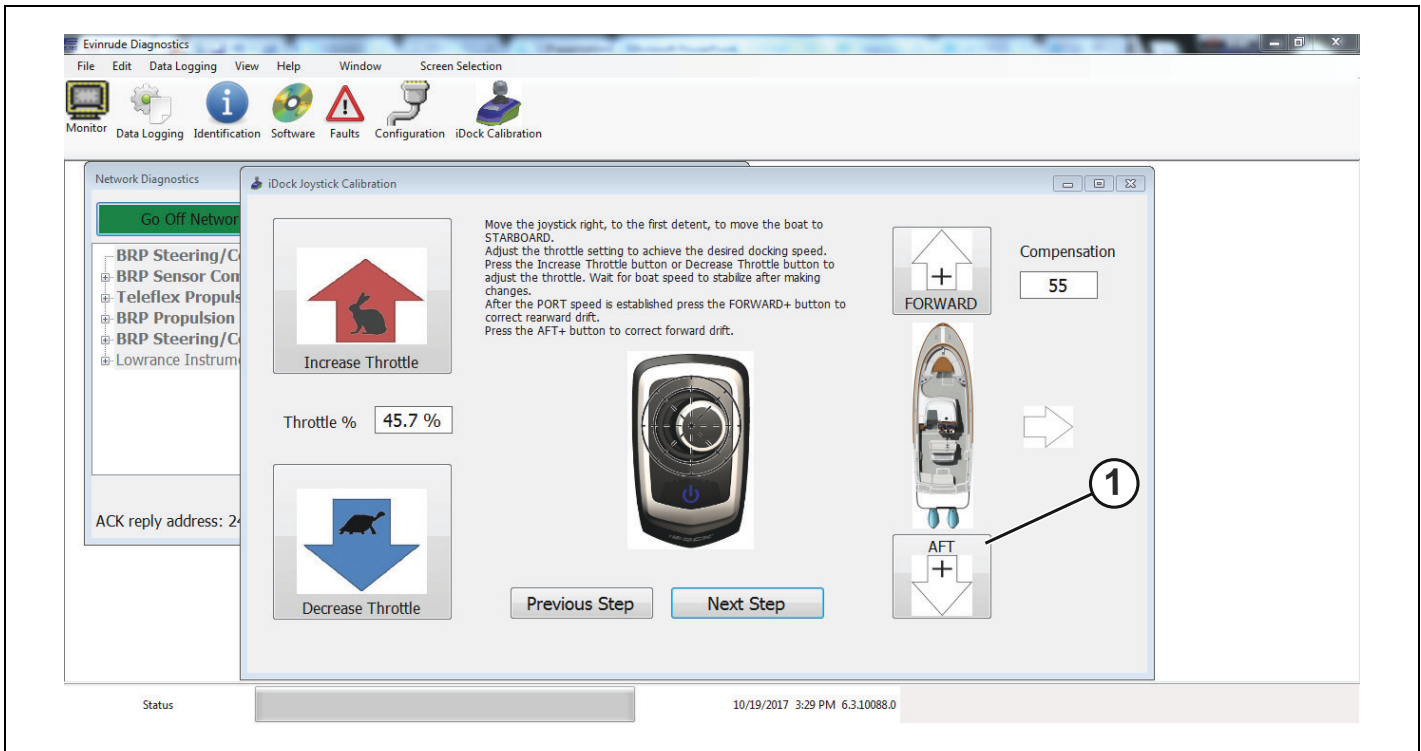 Evinrude Diagnostics
File Edit Data Logging View Help Window Screen Selection
Monitor Data Logging Identification Software Faults Configuration iDock Calibration
Network Diagnostics
Go Off Networ
BRP Steering/C
BRP Sensor Con
Teleflex Propuls
BRP Propulsion
BRP Steering/C
Lowrance Instrum
ACK reply address: 24
iDock Joystick Calibration
Increase Throttle
Throttle % 45.7 %
Decrease Throttle
Move the joystick right, to the first detent, to move the boat to
STARBOARD.
Adjust the throttle setting to achieve the desired docking speed.
Press the Increase Throttle button or Decrease Throttle button to
adjust the throttle. Wait for boat speed to stabilize after making
changes.
After the PORT speed is established press the FORWARD+ button to
correct rearward drift.
Press the AFT+ button to correct forward drift.
Previous Step Next Step
+
FORWARD
Compensation
55
1
AFT
+
Status 10/19/2017 3:29 PM 6.3.10088.0